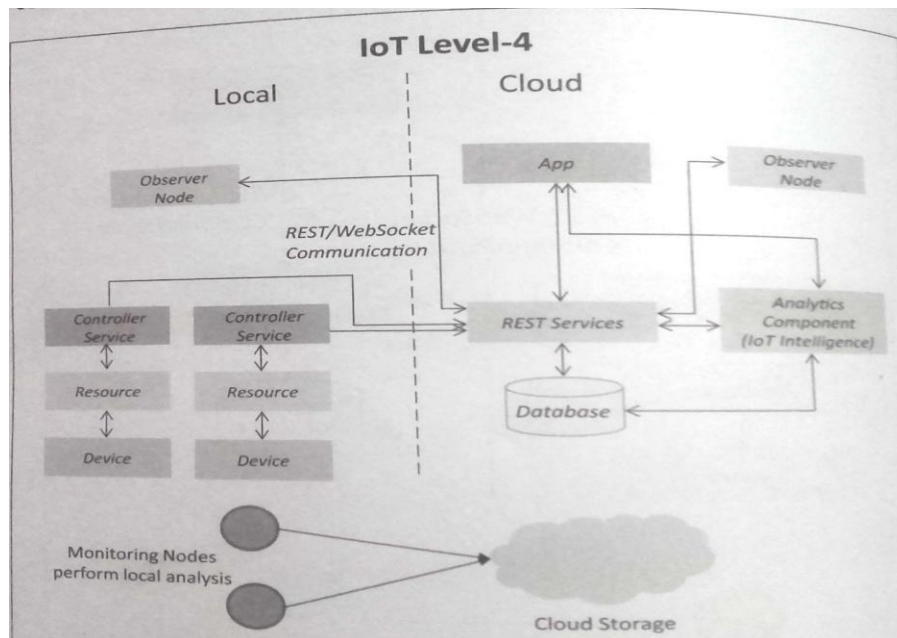 IoT Level-4
Local
Cloud
Observer
Node
App
Observer
Node
REST/WebSocket
Communication
Controller
Service
Controller
Service
REST Services
Analytics
Component
(IoT Intelligence)
Resource
Resource
Database
Device
Device
Monitoring Nodes
perform local analysis
Cloud Storage